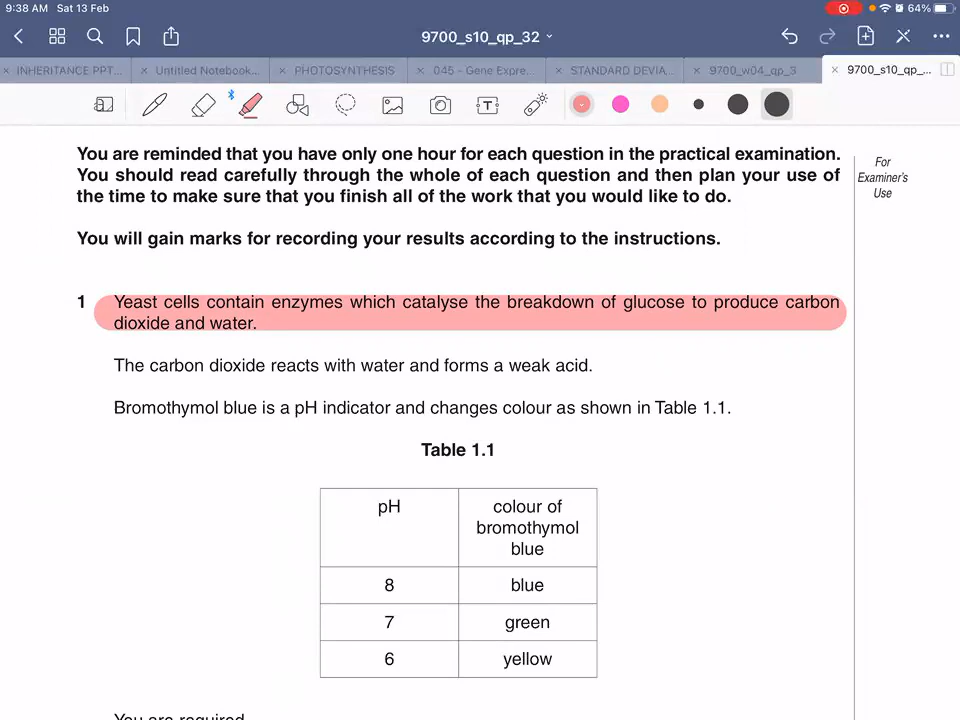 9:38 AM Sat 13 Feb
64%
9700_s10_qp_32
INHERITANCE PPT...
Untitled Notebook...
PHOTOSYNTHESIS
045 - Gene Expre...
STANDARD DEVIA...
9700_w04_qp_3
9700_s10_qp_...
You are reminded that you have only one hour for each question in the practical examination.
You should read carefully through the whole of each question and then plan your use of
the time to make sure that you finish all of the work that you would like to do.
For
Examiner's
Use
You will gain marks for recording your results according to the instructions.
1 Yeast cells contain enzymes which catalyse the breakdown of glucose to produce carbon
dioxide and water.
The carbon dioxide reacts with water and forms a weak acid.
Bromothymol blue is a pH indicator and changes colour as shown in Table 1.1.
Table 1.1
pH
colour of
bromothymol
blue
8 blue
7 green
6 yellow
You are required